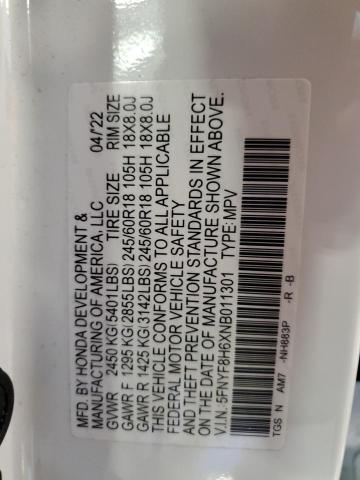 MFD. BY HONDA DEVELOPMENT &
MANUFACTURING OF AMERICA, LLC 04/'22
GVWR 2450 KG(5401LBS) TIRE SIZE RIM SIZE
GAWR F 1295 KG(2855LBS)245/60R18 105H 18X8.0J
GAWR R 1425 KG(3142LBS)245/60R18 105H 18X8.0J
THIS VEHICLE CONFORMS TO ALL APPLICABLE
FEDERAL MOTOR VEHICLE SAFETY
AND THEFT PREVENTION STANDARDS IN EFFECT
ON THE DATE OF MANUFACTURE SHOWN ABOVE.
V.I.N. 5FNYF8H6XNB011301 TYPE: MPV
TGS N AM7 -NH883P -R -B